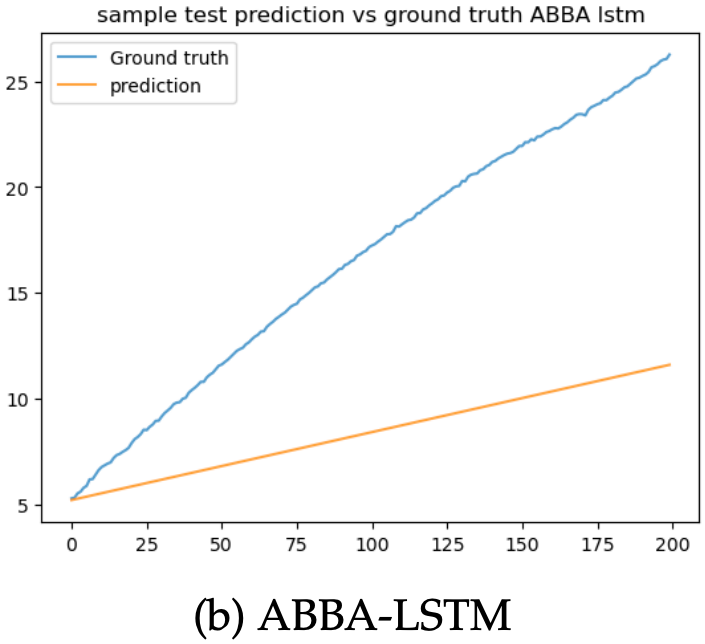 sample test prediction vs ground truth ABBA lstm
Ground truth
prediction
25
20
15
10
5
0 25 50 75 100 125 150 175 200
(b) ABBA-LSTM